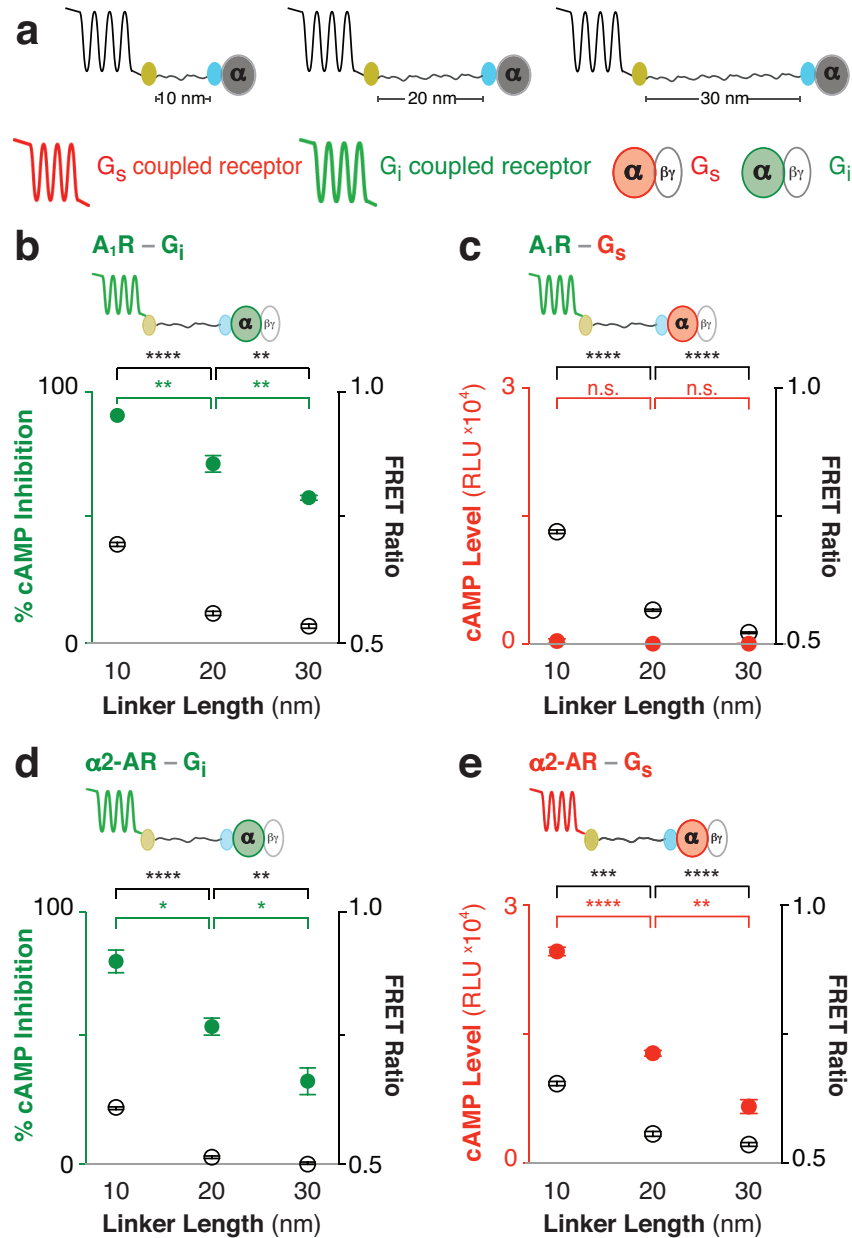 a
α α α
10 nm 20 nm 30 nm
Gs coupled receptor Gi coupled receptor α βγ Gs α βγ Gi
b
A1R – Gi
α βγ
**** **
** **
100
0
1.0
0.5
% cAMP Inhibition
FRET Ratio
10 20 30
Linker Length (nm)
c
A1R – Gs
α βγ
**** ****
n.s. n.s.
3
0
1.0
0.5
cAMP Level (RLU ×10⁴)
FRET Ratio
10 20 30
Linker Length (nm)
d
α2-AR – Gi
α βγ
**** **
* *
100
0
1.0
0.5
% cAMP Inhibition
FRET Ratio
10 20 30
Linker Length (nm)
e
α2-AR – Gs
α βγ
*** ****
**** **
3
0
1.0
0.5
cAMP Level (RLU ×10⁴)
FRET Ratio
10 20 30
Linker Length (nm)